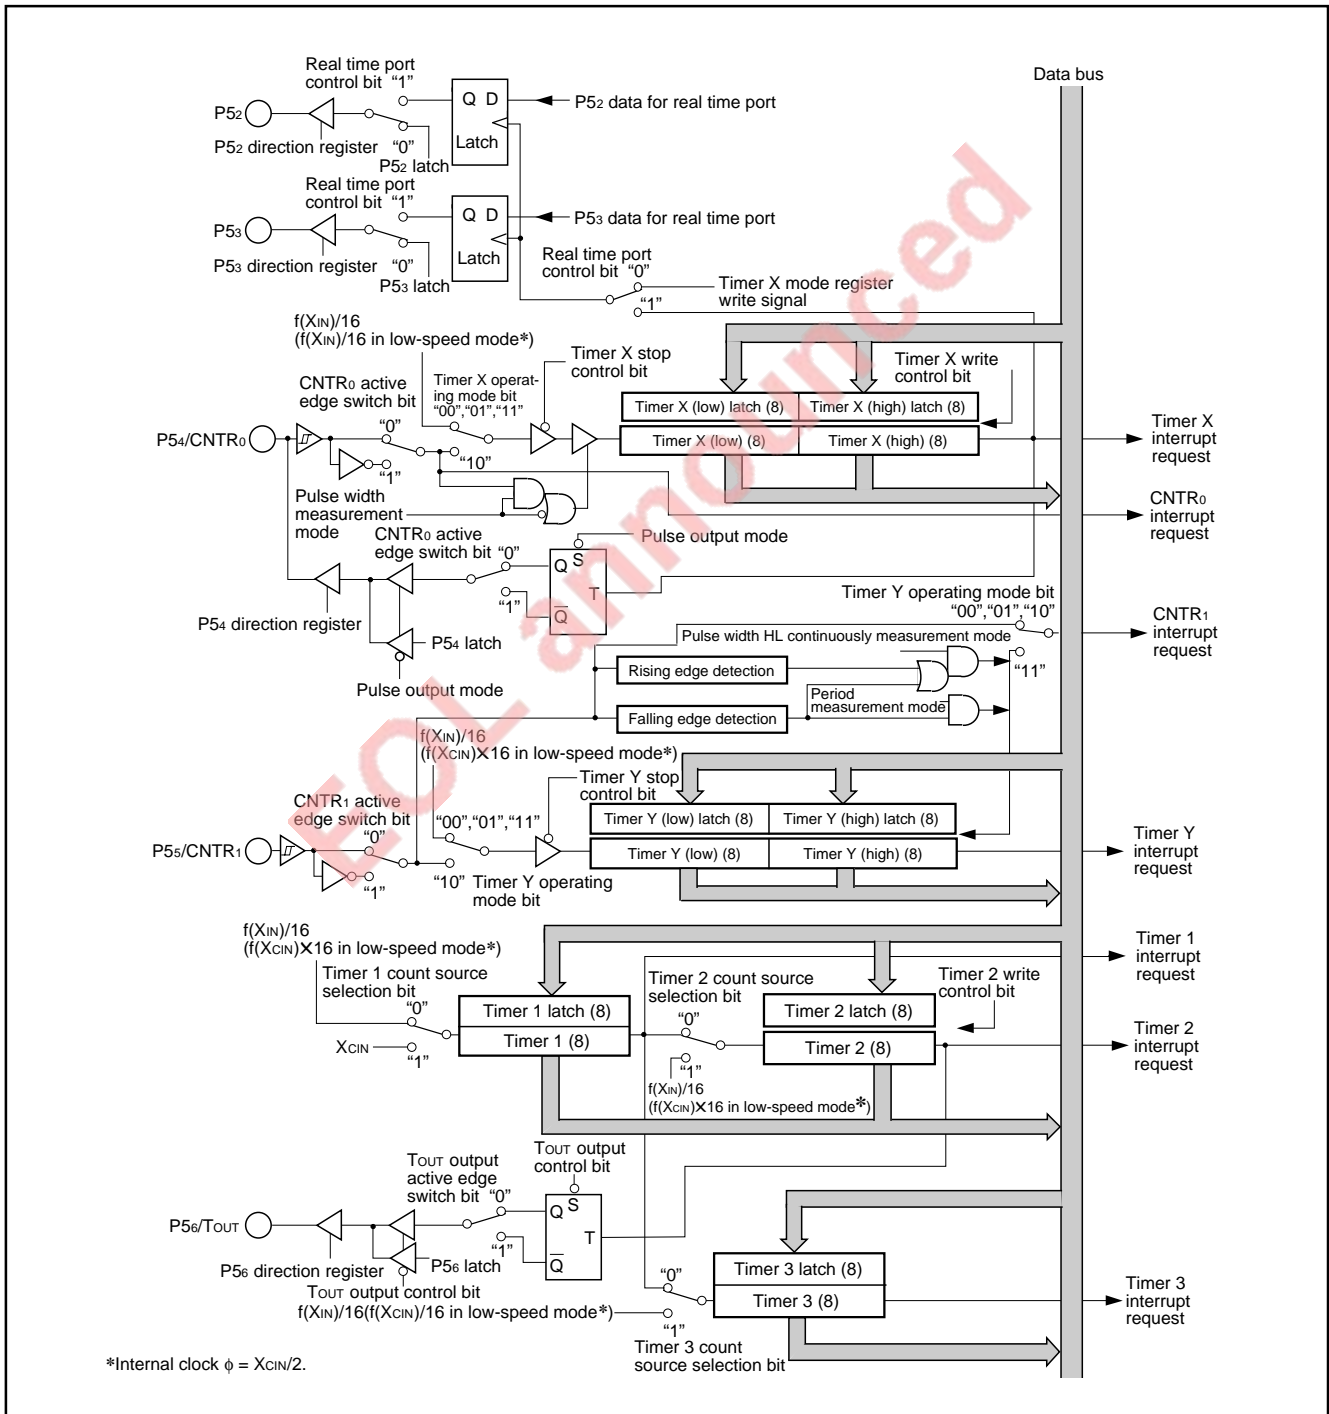 Data bus
Real time port
control bit "1"
Q D
P52 data for real time port
P52
Latch
P52 direction register
"0"
P52 latch
Real time port
control bit "1"
Q D
P53 data for real time port
P53
Latch
P53 direction register
"0"
P53 latch
Real time port
control bit "0"
Timer X mode register
write signal
"1"
f(XIN)/16
(f(XIN)/16 in low-speed mode*)
Timer X stop
control bit
Timer X write
control bit
CNTR0 active
edge switch bit
Timer X operat-
ing mode bit
"00","01","11"
Timer X (low) latch (8)
Timer X (high) latch (8)
P54/CNTR0
"0"
Timer X (low) (8)
Timer X (high) (8)
Timer X
interrupt
request
"10"
"1"
Pulse width
measurement
mode
CNTR0
interrupt
request
CNTR0 active
edge switch bit "0"
Pulse output mode
Q S
T
"1"
Q
P54 direction register
P54 latch
Pulse output mode
Timer Y operating mode bit
"00","01","10"
CNTR1
interrupt
request
Pulse width HL continuously measurement mode
"11"
Rising edge detection
Period
measurement mode
Falling edge detection
f(XIN)/16
(f(XCIN)X16 in low-speed mode*)
Timer Y stop
control bit
CNTR1 active
edge switch bit
"00","01","11"
Timer Y (low) latch (8)
Timer Y (high) latch (8)
P55/CNTR1
"0"
Timer Y (low) (8)
Timer Y (high) (8)
Timer Y
interrupt
request
"1"
"10" Timer Y operating
mode bit
f(XIN)/16
(f(XCIN)X16 in low-speed mode*)
Timer 1
interrupt
request
Timer 1 count source
selection bit
Timer 2 count source
selection bit
Timer 2 write
control bit
"0"
Timer 1 latch (8)
"0"
Timer 2 latch (8)
XCIN
"1"
Timer 1 (8)
Timer 2 (8)
Timer 2
interrupt
request
"1"
f(XIN)/16
(f(XCIN)X16 in low-speed mode*)
TOUT output
control bit
TOUT output
active edge
switch bit "0"
Q S
T
P56/TOUT
"1"
Q
P56 direction register
P56 latch
TOUT output control bit
f(XIN)/16(f(XCIN)/16 in low-speed mode*)
"0"
Timer 3 latch (8)
Timer 3 (8)
Timer 3
interrupt
request
"1"
Timer 3 count
source selection bit
*Internal clock φ = XCIN/2.
EOL announced